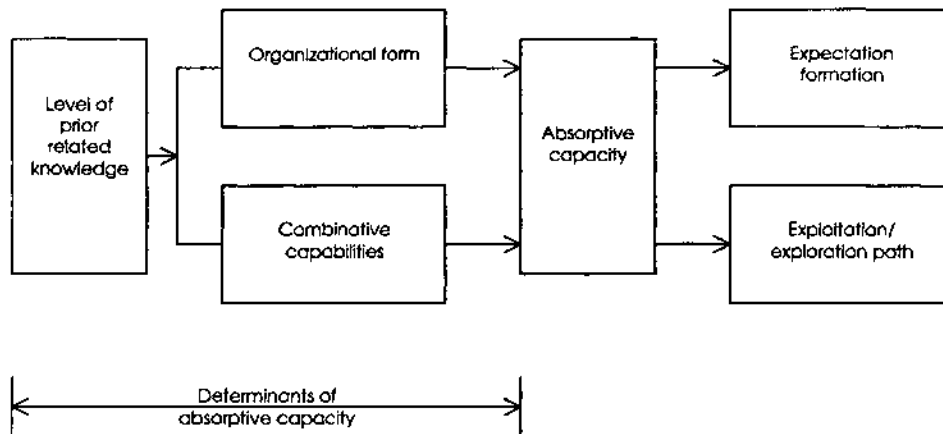 Level of
prior
related
knowledge
Organizational form
Combinative
capabilities
Absorptive
capacity
Expectation
formation
Exploitation/
exploration path
Determinants of
absorptive capacity